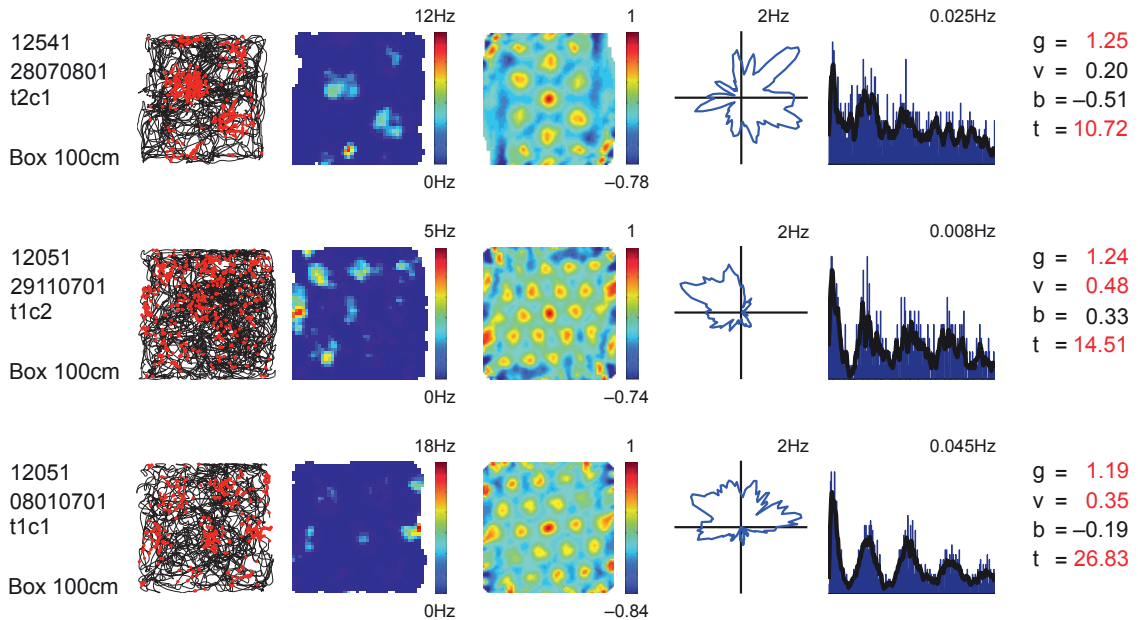 12Hz 1 2Hz 0.025Hz
12541
28070801
t2c1
Box 100cm
0Hz –0.78
g = 1.25
v = 0.20
b = –0.51
t = 10.72
5Hz 1 2Hz 0.008Hz
12051
29110701
t1c2
Box 100cm
0Hz –0.74
g = 1.24
v = 0.48
b = 0.33
t = 14.51
18Hz 1 2Hz 0.045Hz
12051
08010701
t1c1
Box 100cm
0Hz –0.84
g = 1.19
v = 0.35
b = –0.19
t = 26.83